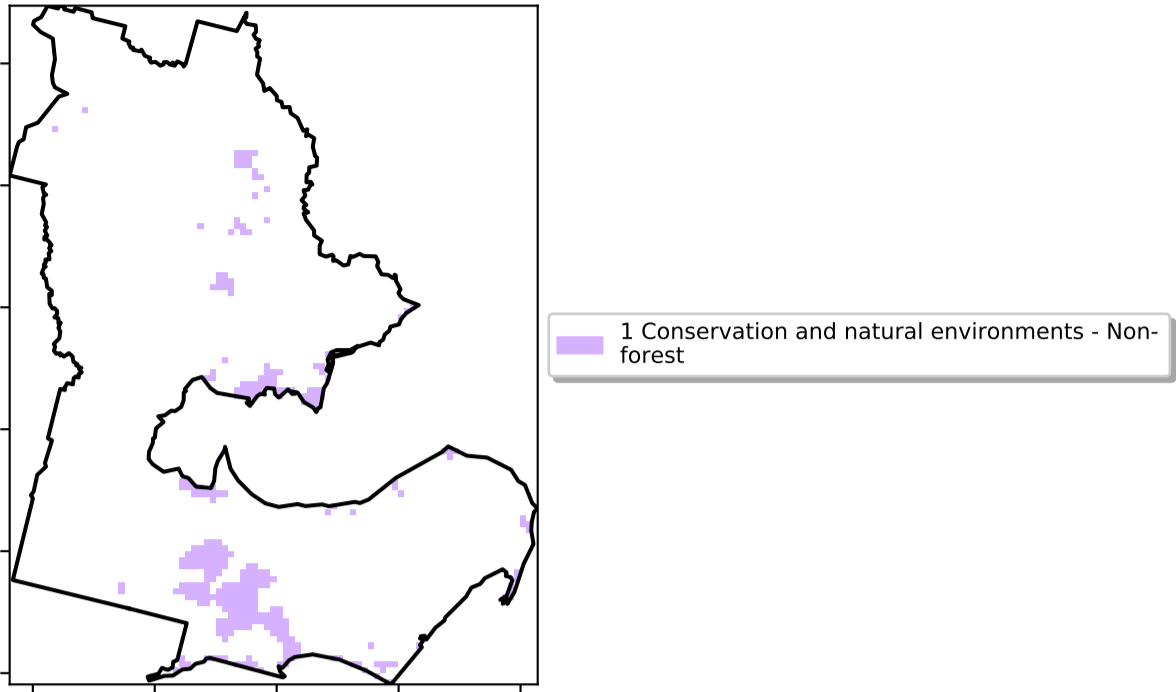 1 Conservation and natural environments - Non-
forest